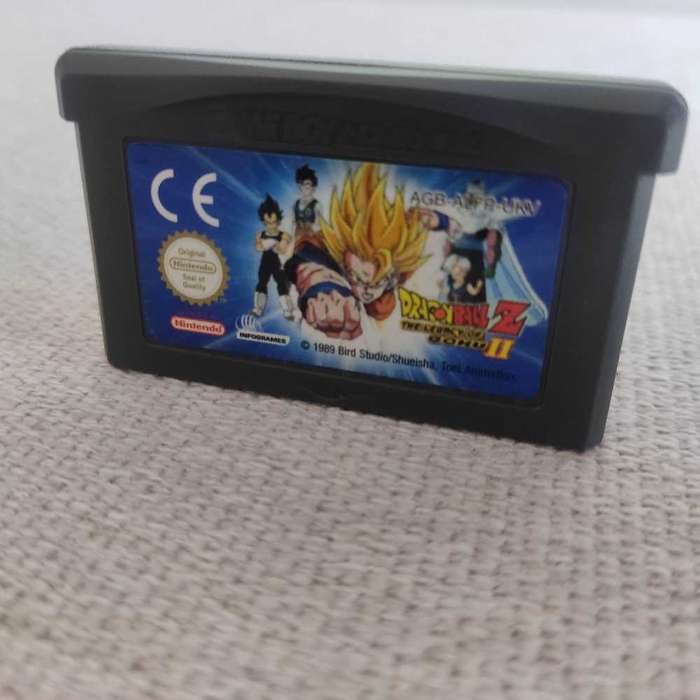 CE
AGB-ALFP-UKV
Original
Nintendo
Seal of
Quality
DRAGON BALL Z
THE LEGACY OF
GOKU II
Nintendo
INFOGRAMES
© 1989 Bird Studio/Shueisha, Toei Animation